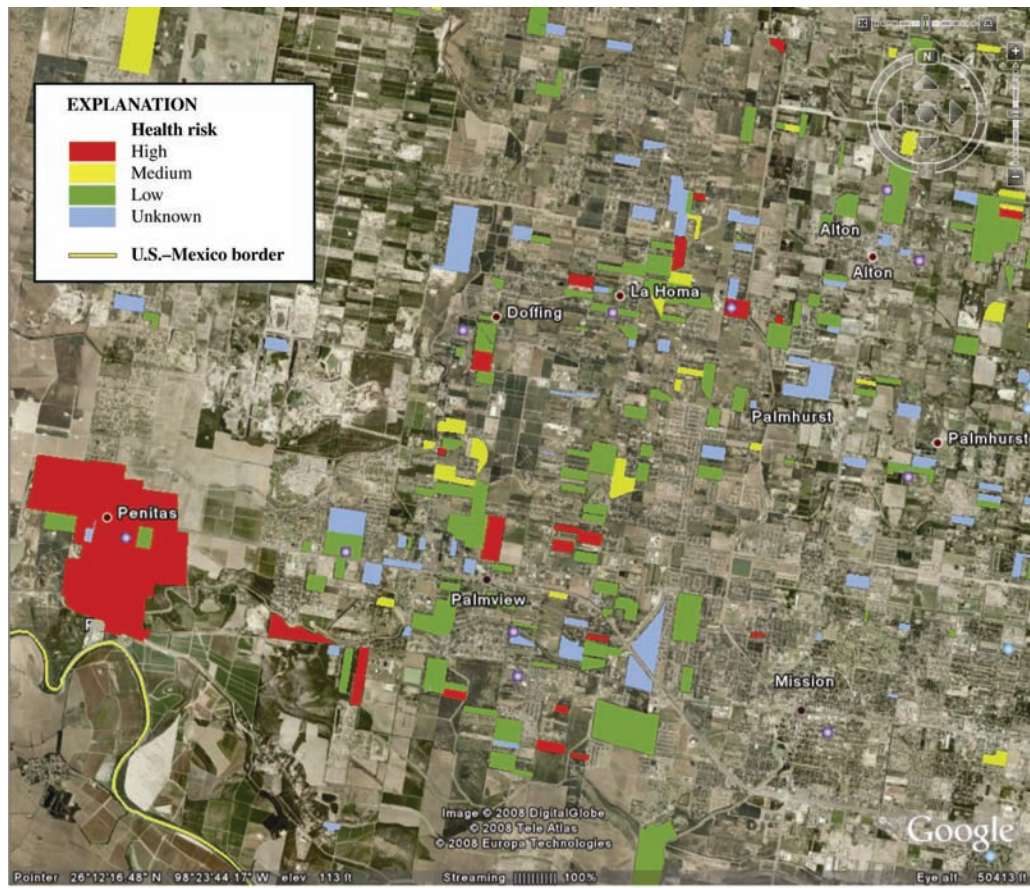 N
EXPLANATION
Health risk
High
Medium
Low
Unknown
U.S.–Mexico border
Alton
Alton
La Homa
Doffing
Palmhurst
Palmhurst
Penitas
Palmview
Mission
Image © 2008 DigitalGlobe
© 2008 Tele Atlas
© 2008 Europa Technologies
Google
Pointer 26°12'16.48" N 98°23'44.17" W elev 113 ft Streaming 100% Eye alt 50413 ft